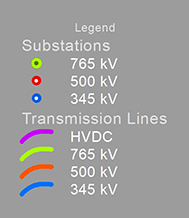 Legend
Substations
765 kV
500 kV
345 kV
Transmission Lines
HVDC
765 kV
500 kV
345 kV